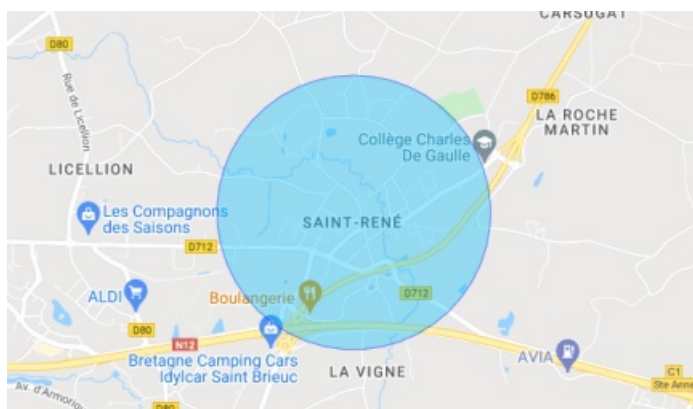 CARSUGAT
D80
Rue de Licellion
D786
LA ROCHE
MARTIN
Collège Charles
De Gaulle
LICELLION
Les Compagnons
des Saisons
SAINT-RENÉ
D712
ALDI
Boulangerie
D712
D80
N12
Bretagne Camping Cars
Idylcar Saint Brieuc
LA VIGNE
AVIA
C1
Ste Anne
Av. d'Armorique
D80